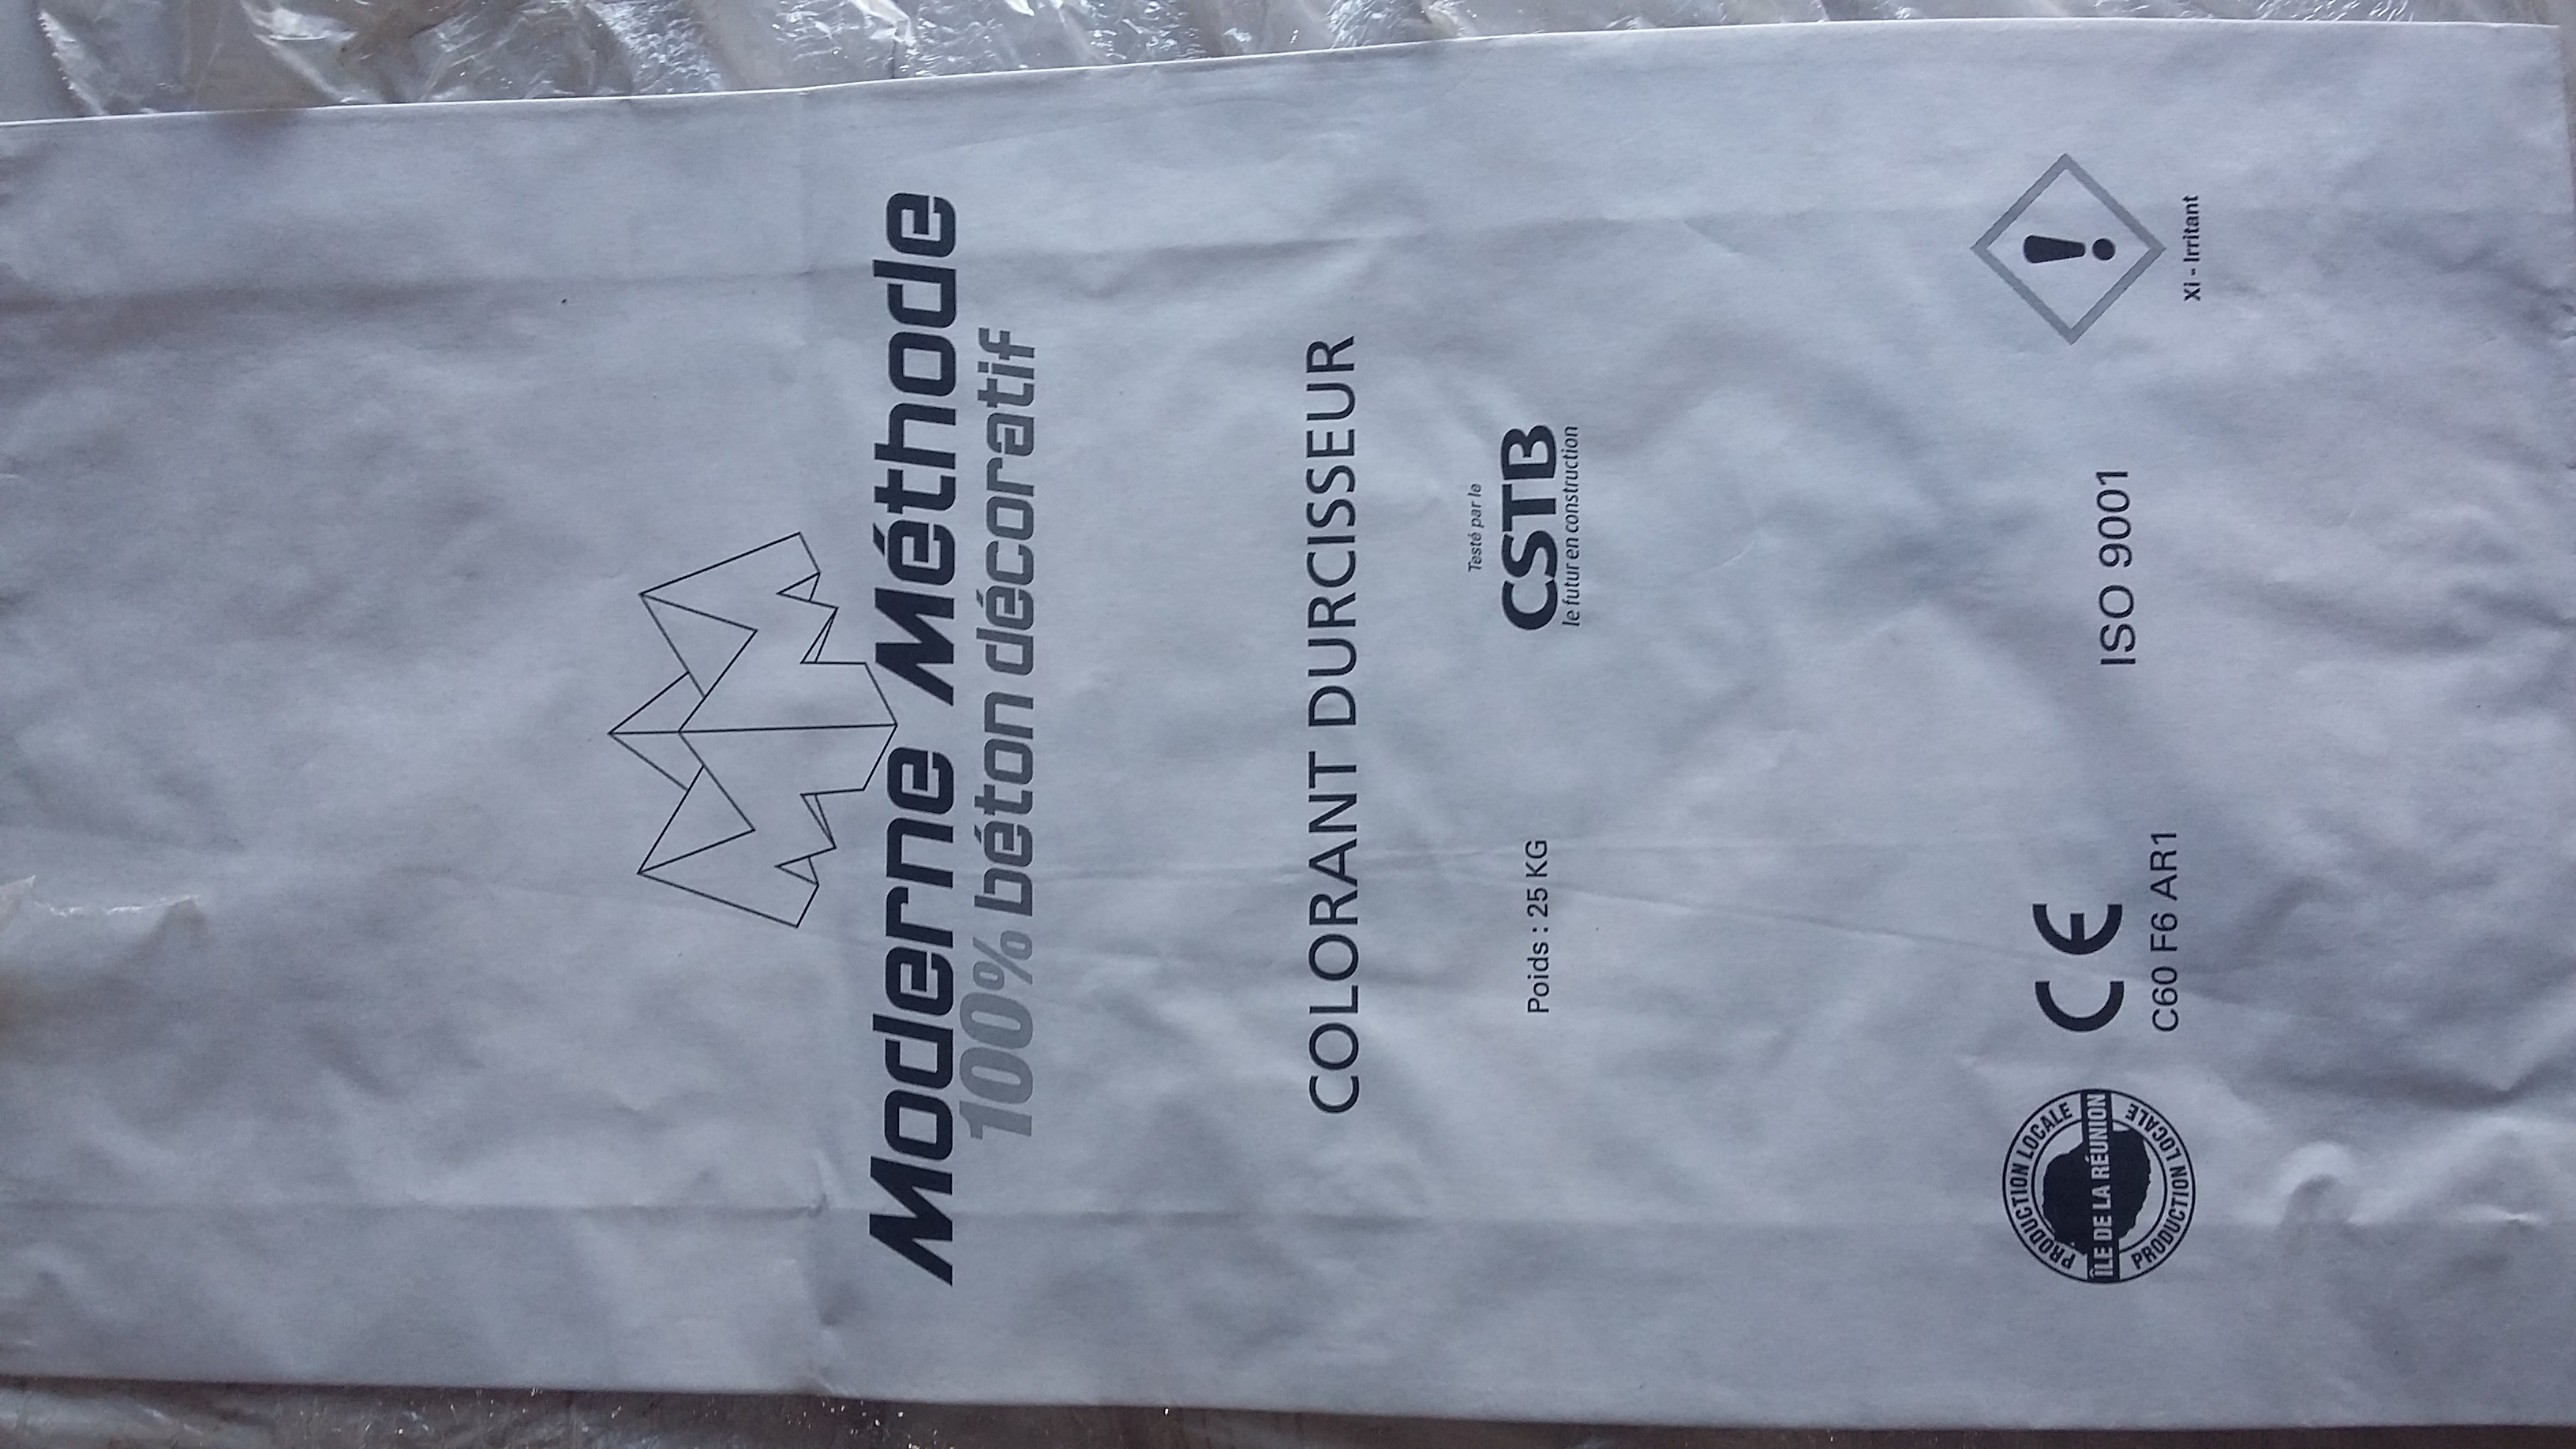 Moderne Méthode
100% béton décoratif
COLORANT DURCISSEUR
Poids : 25 KG
Testé par le
CSTB
le futur en construction
PRODUCTION LOCALE
ÎLE DE LA RÉUNION
PRODUCTION LOCALE
CE
C60 F6 AR1
ISO 9001
!
Xi - Irritant